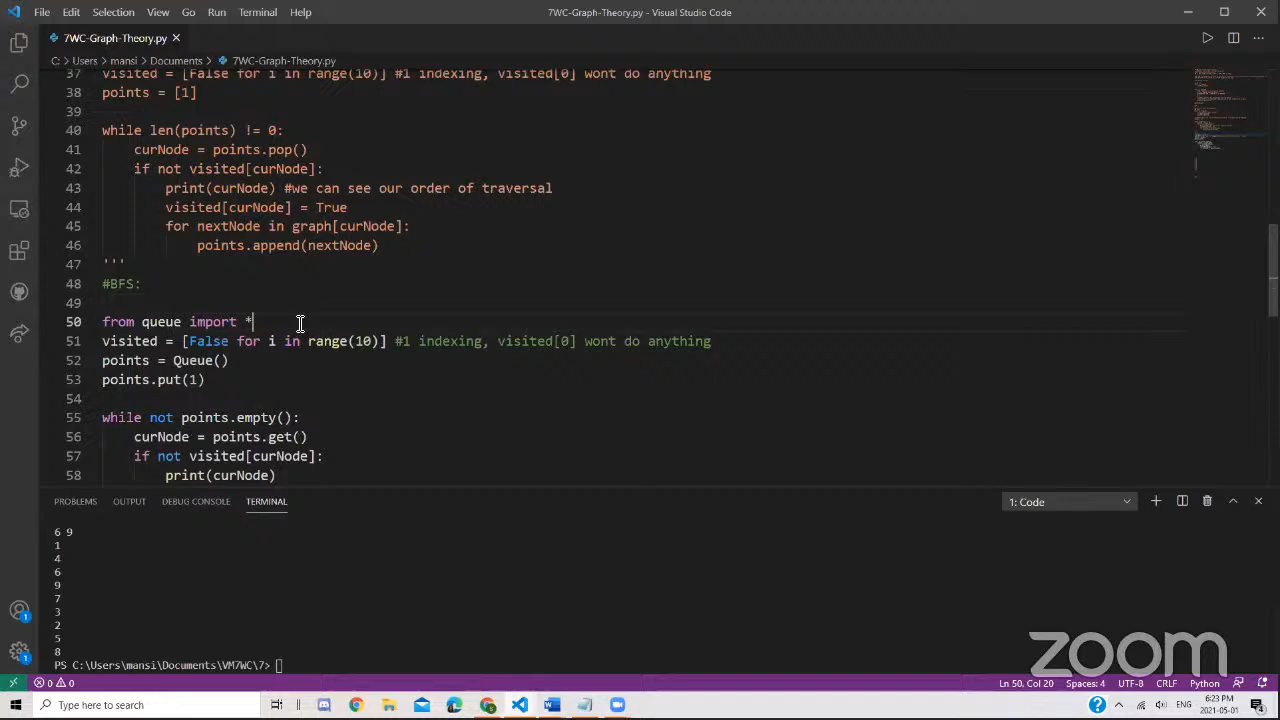 File Edit Selection View Go Run Terminal Help 7WC-Graph-Theory.py - Visual Studio Code
7WC-Graph-Theory.py
C: > Users > mansi > Documents > 7WC-Graph-Theory.py
37 visited = [False for i in range(10)] #1 indexing, visited[0] wont do anything
38 points = [1]
39
40 while len(points) != 0:
41 curNode = points.pop()
42 if not visited[curNode]:
43 print(curNode) #we can see our order of traversal
44 visited[curNode] = True
45 for nextNode in graph[curNode]:
46 points.append(nextNode)
47 '''
48 #BFS:
49
50 from queue import *
51 visited = [False for i in range(10)] #1 indexing, visited[0] wont do anything
52 points = Queue()
53 points.put(1)
54
55 while not points.empty():
56 curNode = points.get()
57 if not visited[curNode]:
58 print(curNode)
PROBLEMS OUTPUT DEBUG CONSOLE TERMINAL 1: Code
6 9
1
4
6
9
7
3
2
5
8
PS C:\Users\mansi\Documents\VM7WC\7>
zoom
0 0 Ln 50, Col 20 Spaces: 4 UTF-8 CRLF Python
Type here to search ENG 6:23 PM
2021-05-01